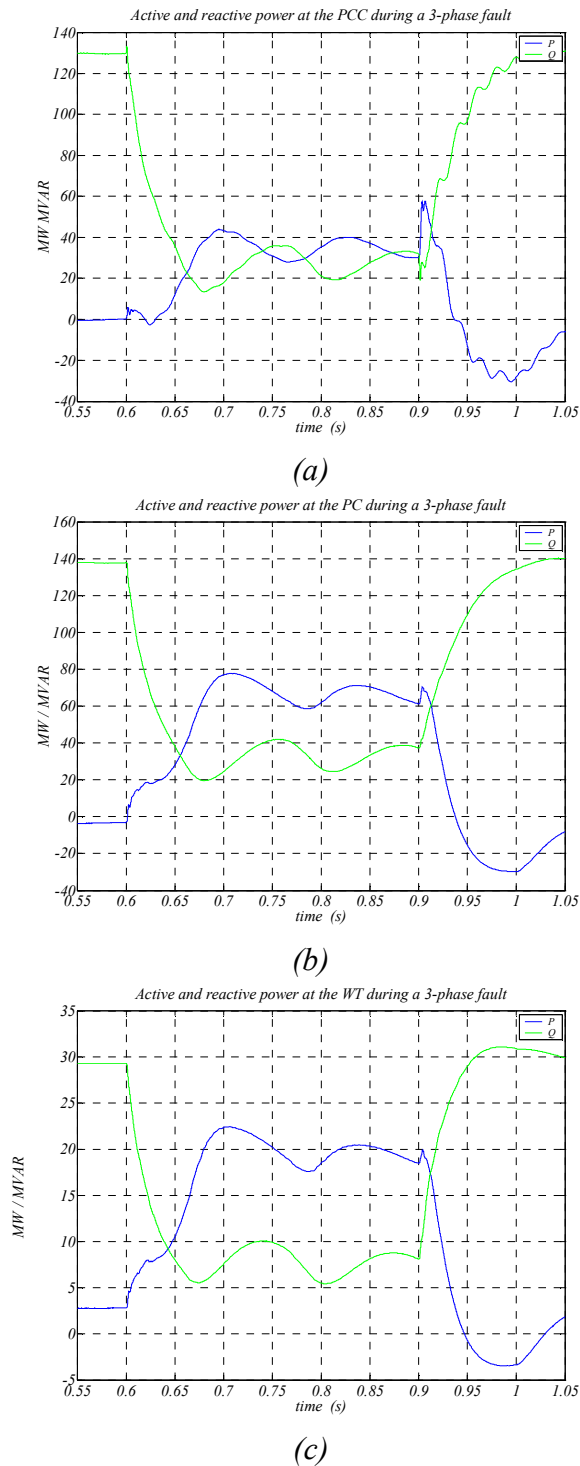 Active and reactive power at the PCC during a 3-phase fault
140
120
100
80
60
40
20
0
-20
-40
MW MVAR
P
Q
0.55 0.6 0.65 0.7 0.75 0.8 0.85 0.9 0.95 1 1.05
time (s)
(a)
Active and reactive power at the PC during a 3-phase fault
160
140
120
100
80
60
40
20
0
-20
-40
MW / MVAR
P
Q
0.55 0.6 0.65 0.7 0.75 0.8 0.85 0.9 0.95 1 1.05
time (s)
(b)
Active and reactive power at the WT during a 3-phase fault
35
30
25
20
15
10
5
0
-5
MW / MVAR
P
Q
0.55 0.6 0.65 0.7 0.75 0.8 0.85 0.9 0.95 1 1.05
time (s)
(c)